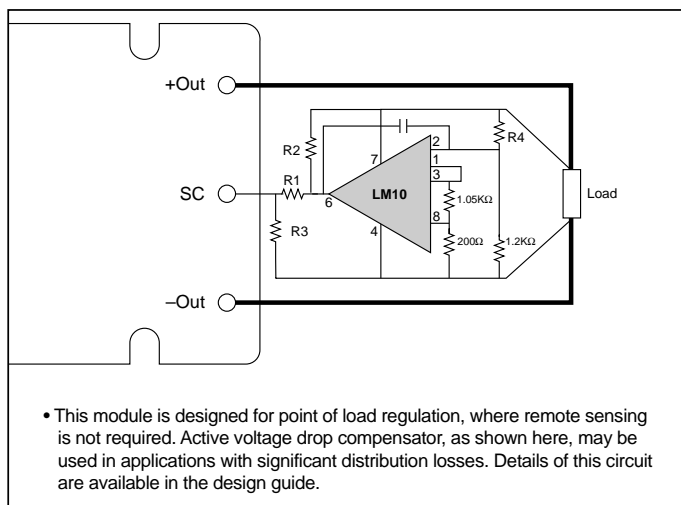 +Out
SC
–Out
R1
R2
R3
R4
7
6
4
2
1
3
8
LM10
1.05KΩ
200Ω
1.2KΩ
Load
• This module is designed for point of load regulation, where remote sensing
is not required. Active voltage drop compensator, as shown here, may be
used in applications with significant distribution losses. Details of this circuit
are available in the design guide.